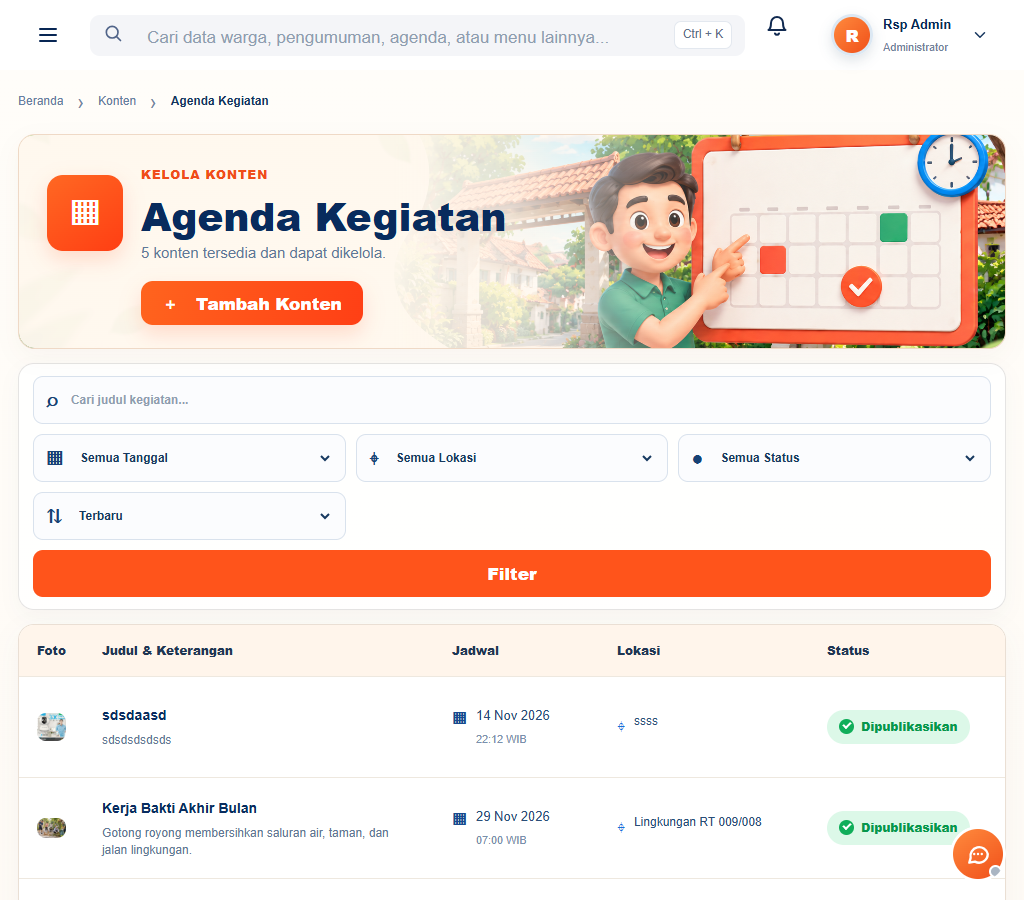 Cari data warga, pengumuman, agenda, atau menu lainnya...
Ctrl + K
R
Rsp Admin
Administrator
Beranda › Konten › Agenda Kegiatan
KELOLA KONTEN
Agenda Kegiatan
5 konten tersedia dan dapat dikelola.
+ Tambah Konten
Cari judul kegiatan...
Semua Tanggal
Semua Lokasi
Semua Status
Terbaru
Filter
Foto Judul & Keterangan Jadwal Lokasi Status
sdsdaasd
sdsdsdsdsds
14 Nov 2026
22:12 WIB
ssss
Dipublikasikan
Kerja Bakti Akhir Bulan
Gotong royong membersihkan saluran air, taman, dan
jalan lingkungan.
29 Nov 2026
07:00 WIB
Lingkungan RT 009/008
Dipublikasikan